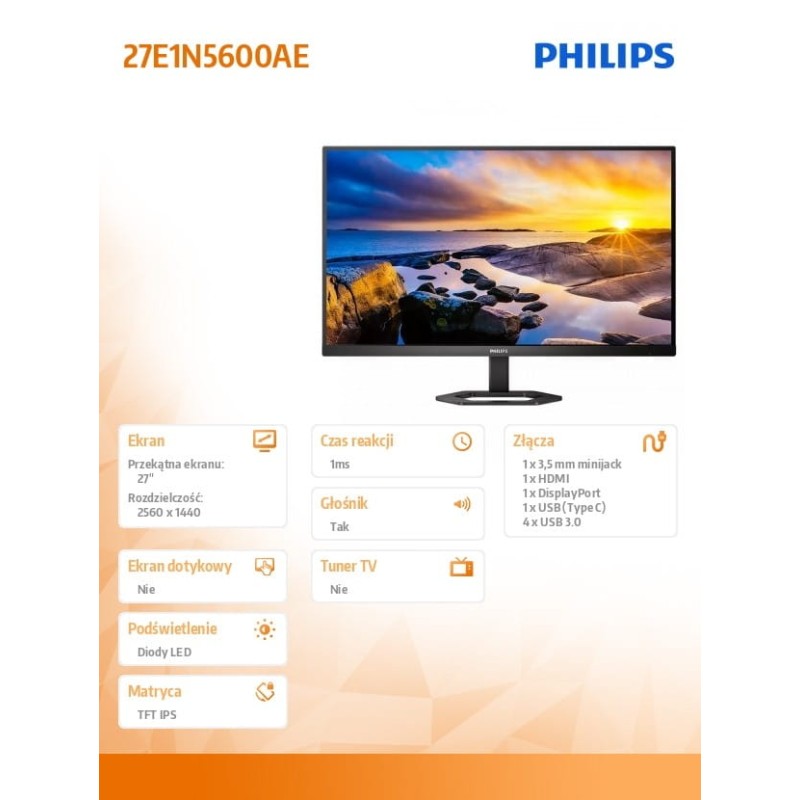 27E1N5600AE
PHILIPS
PHILIPS
Ekran
Przekątna ekranu:
27"
Rozdzielczość:
2560 x 1440
Ekran dotykowy
Nie
Podświetlenie
Diody LED
Matryca
TFT IPS
Czas reakcji
1ms
Głośnik
Tak
Tuner TV
Nie
Złącza
1 x 3,5 mm minijack
1 x HDMI
1 x DisplayPort
1 x USB (Type C)
4 x USB 3.0